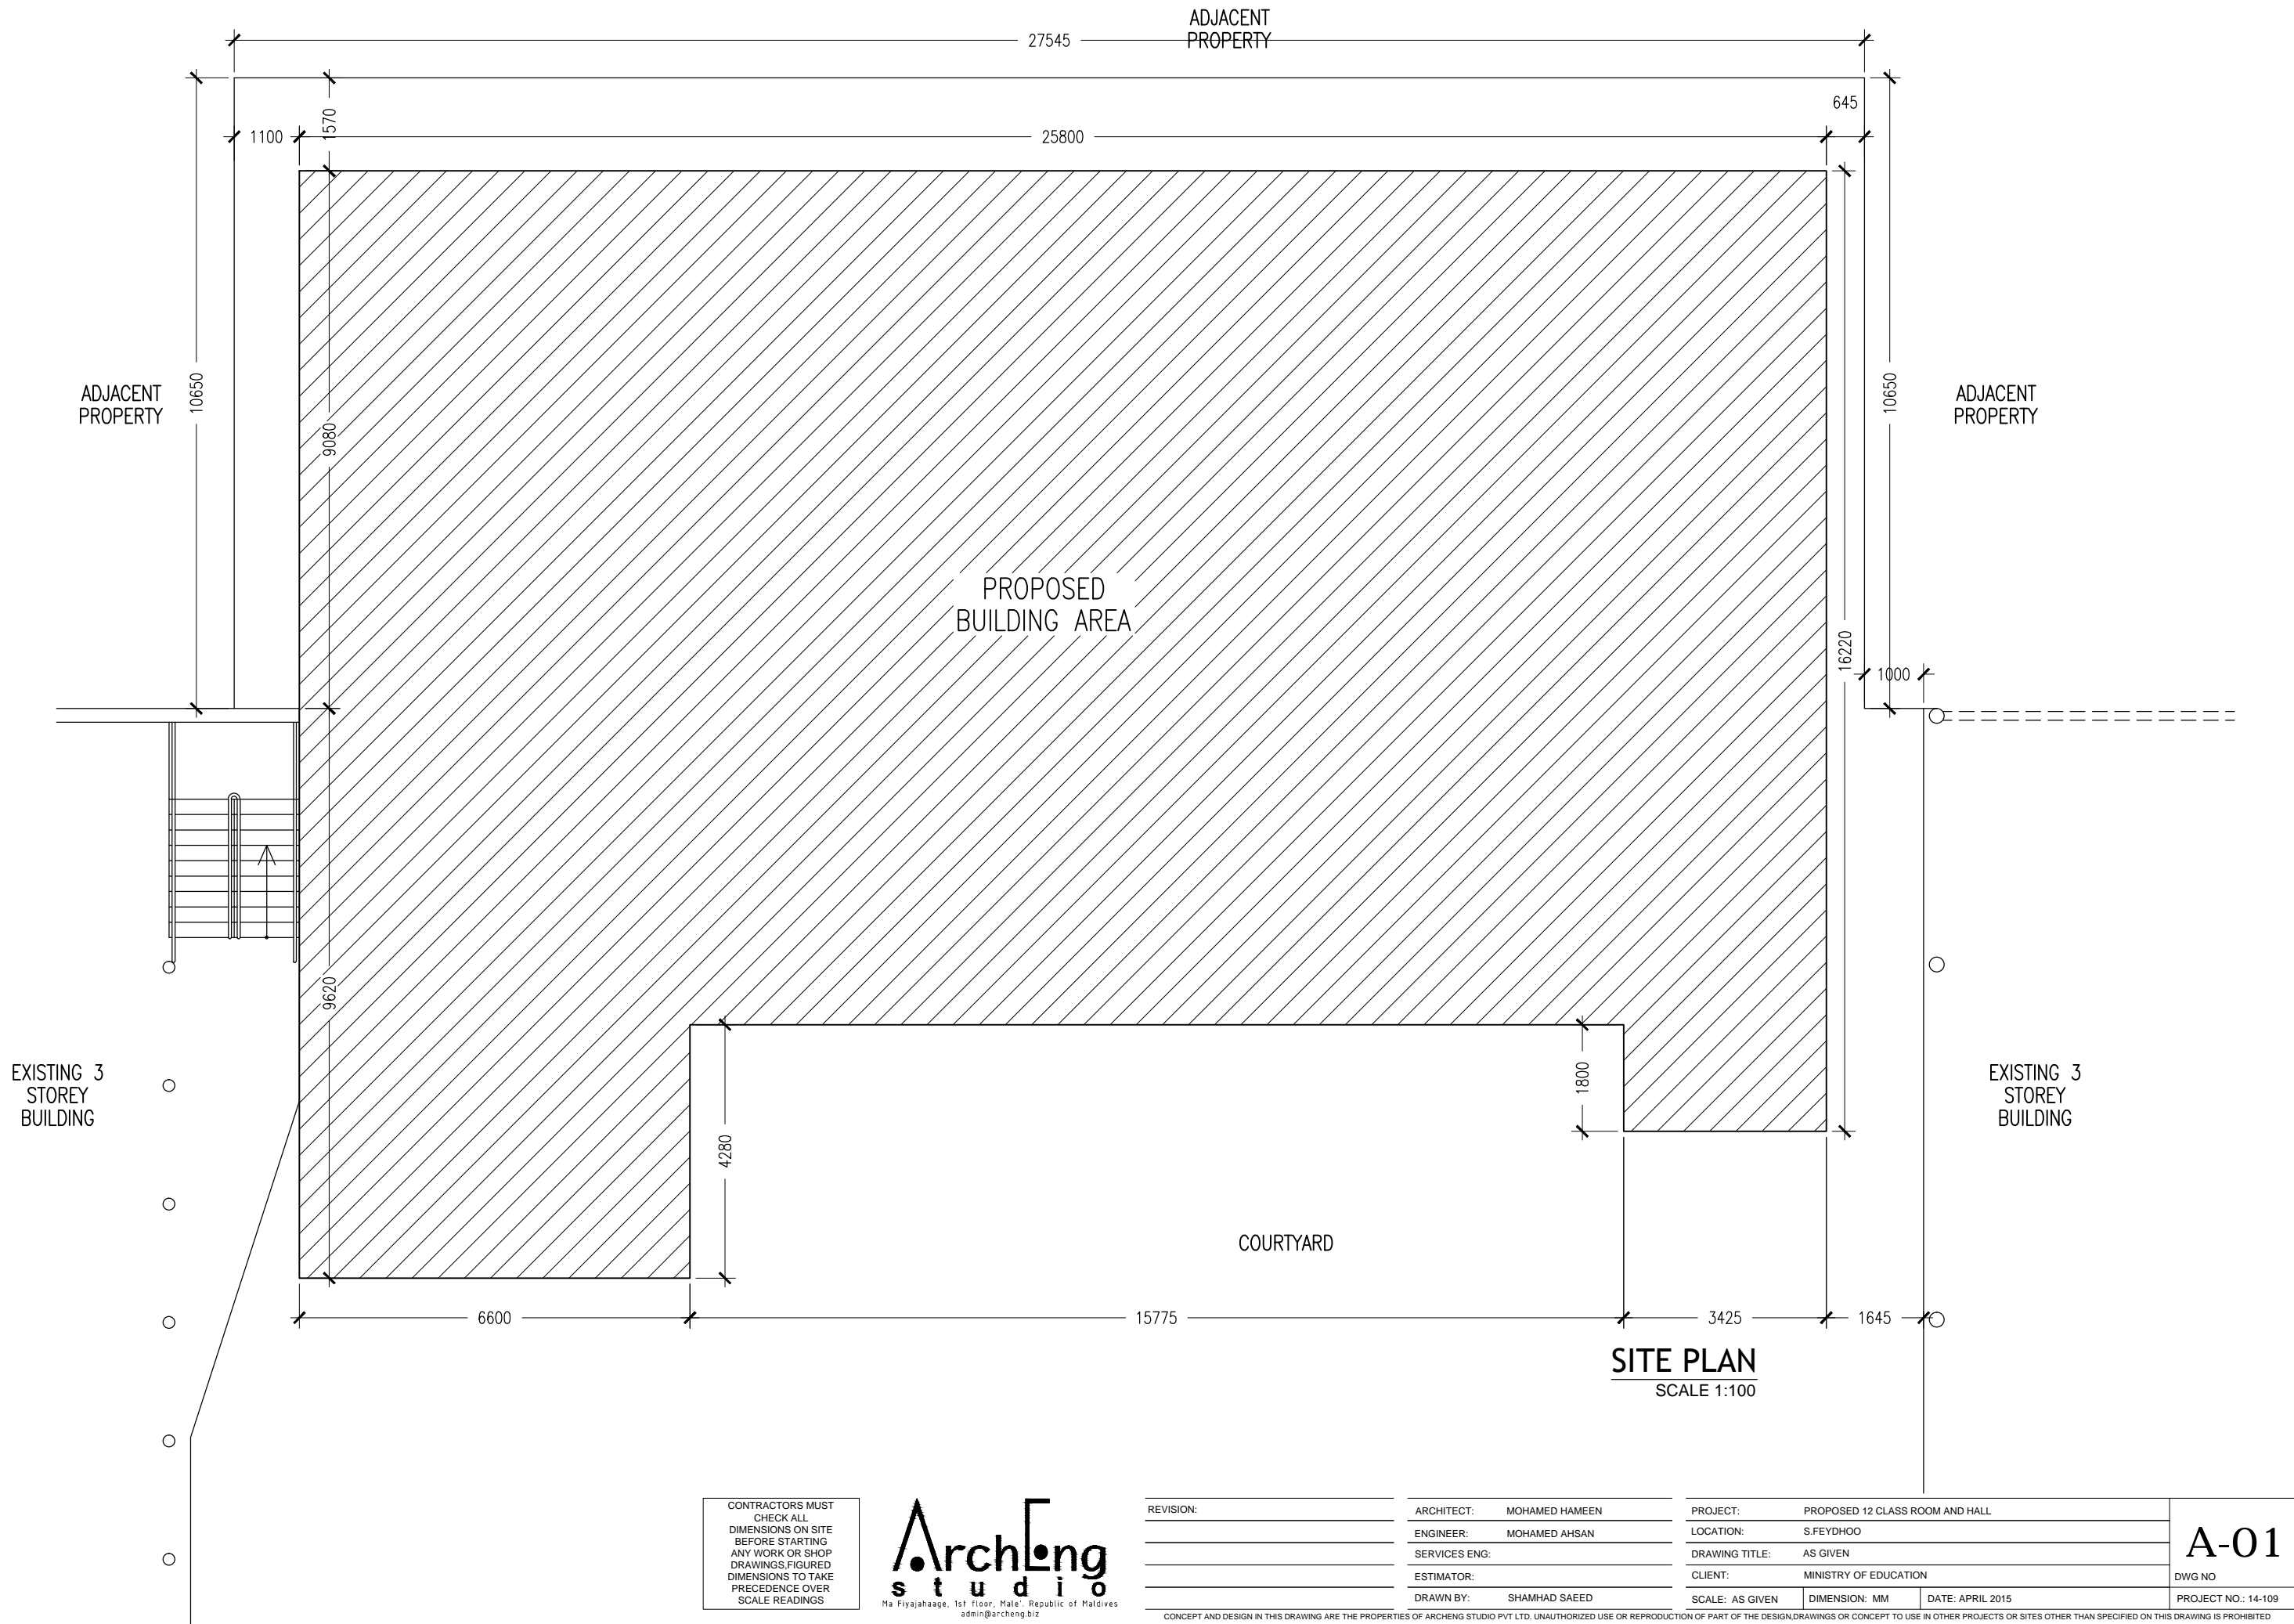 ADJACENT
PROPERTY
27545
1570
645
1100
25800
ADJACENT
PROPERTY
10650
9080
10650
ADJACENT
PROPERTY
PROPOSED
BUILDING AREA
16220
1000
9620
EXISTING 3
STOREY
BUILDING
4280
1800
EXISTING 3
STOREY
BUILDING
COURTYARD
6600
15775
3425
1645
SITE PLAN
SCALE 1:100
CONTRACTORS MUST
CHECK ALL
DIMENSIONS ON SITE
BEFORE STARTING
ANY WORK OR SHOP
DRAWINGS,FIGURED
DIMENSIONS TO TAKE
PRECEDENCE OVER
SCALE READINGS
ArchEng
studio
Ma Fiyajahaage, 1st floor, Male'. Republic of Maldives
admin@archeng.biz
REVISION:
ARCHITECT: MOHAMED HAMEEN
ENGINEER: MOHAMED AHSAN
SERVICES ENG:
ESTIMATOR:
DRAWN BY: SHAMHAD SAEED
PROJECT: PROPOSED 12 CLASS ROOM AND HALL
LOCATION: S.FEYDHOO
DRAWING TITLE: AS GIVEN
CLIENT: MINISTRY OF EDUCATION
SCALE: AS GIVEN DIMENSION: MM DATE: APRIL 2015
A-01
DWG NO
PROJECT NO.: 14-109
CONCEPT AND DESIGN IN THIS DRAWING ARE THE PROPERTIES OF ARCHENG STUDIO PVT LTD. UNAUTHORIZED USE OR REPRODUCTION OF PART OF THE DESIGN,DRAWINGS OR CONCEPT TO USE IN OTHER PROJECTS OR SITES OTHER THAN SPECIFIED ON THIS DRAWING IS PROHIBITED